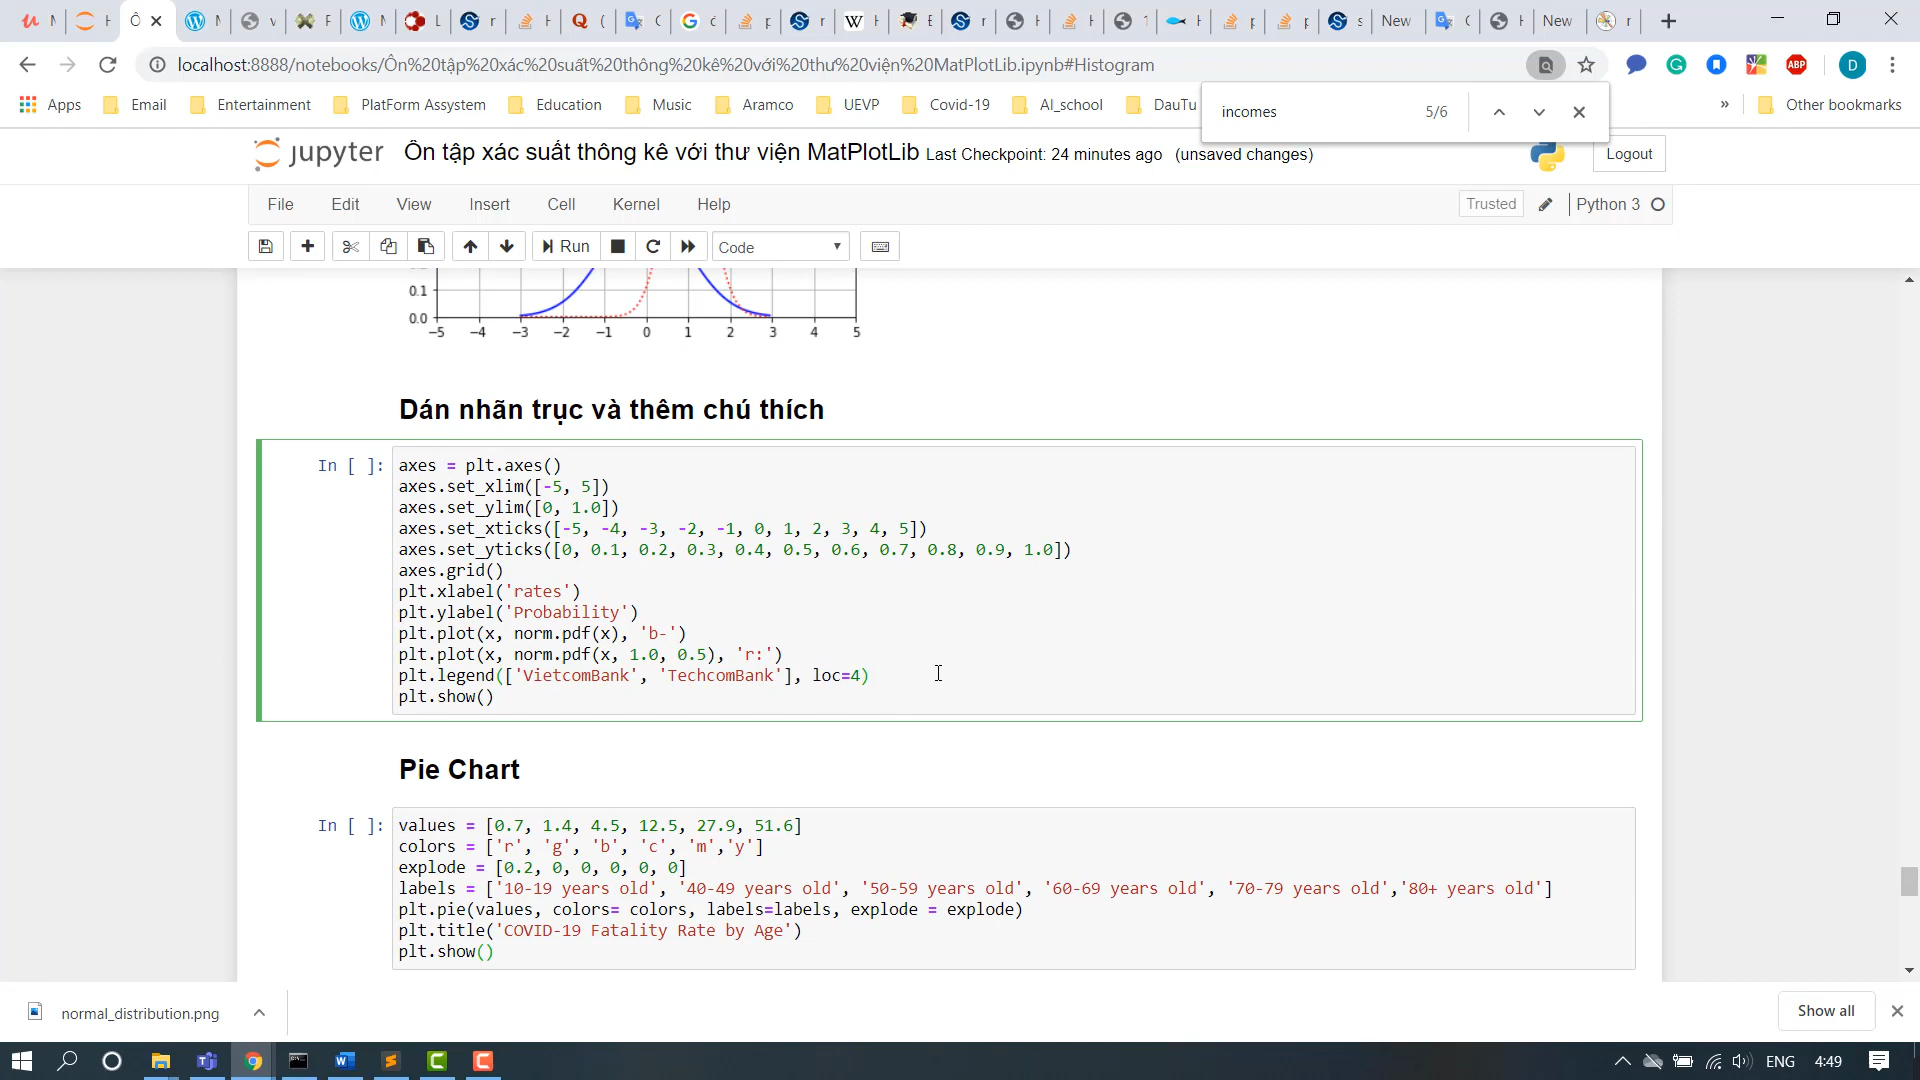 localhost:8888/notebooks/Ôn%20tập%20xác%20suất%20thông%20kê%20với%20thư%20viện%20MatPlotLib.ipynb#Histogram
Apps Email Entertainment PlatForm Assystem Education Music Aramco UEVP Covid-19 AI_school DauTu » Other bookmarks
incomes 5/6
jupyter Ôn tập xác suất thông kê với thư viện MatPlotLib Last Checkpoint: 24 minutes ago (unsaved changes) Logout
File Edit View Insert Cell Kernel Help Trusted Python 3
Run Code
0.1
0.0
−5 −4 −3 −2 −1 0 1 2 3 4 5
Dán nhãn trục và thêm chú thích
In [ ]: axes = plt.axes()
axes.set_xlim([-5, 5])
axes.set_ylim([0, 1.0])
axes.set_xticks([-5, -4, -3, -2, -1, 0, 1, 2, 3, 4, 5])
axes.set_yticks([0, 0.1, 0.2, 0.3, 0.4, 0.5, 0.6, 0.7, 0.8, 0.9, 1.0])
axes.grid()
plt.xlabel('rates')
plt.ylabel('Probability')
plt.plot(x, norm.pdf(x), 'b-')
plt.plot(x, norm.pdf(x, 1.0, 0.5), 'r:')
plt.legend(['VietcomBank', 'TechcomBank'], loc=4)
plt.show()
Pie Chart
In [ ]: values = [0.7, 1.4, 4.5, 12.5, 27.9, 51.6]
colors = ['r', 'g', 'b', 'c', 'm','y']
explode = [0.2, 0, 0, 0, 0, 0]
labels = ['10-19 years old', '40-49 years old', '50-59 years old', '60-69 years old', '70-79 years old','80+ years old']
plt.pie(values, colors= colors, labels=labels, explode = explode)
plt.title('COVID-19 Fatality Rate by Age')
plt.show()
normal_distribution.png Show all
ENG 4:49